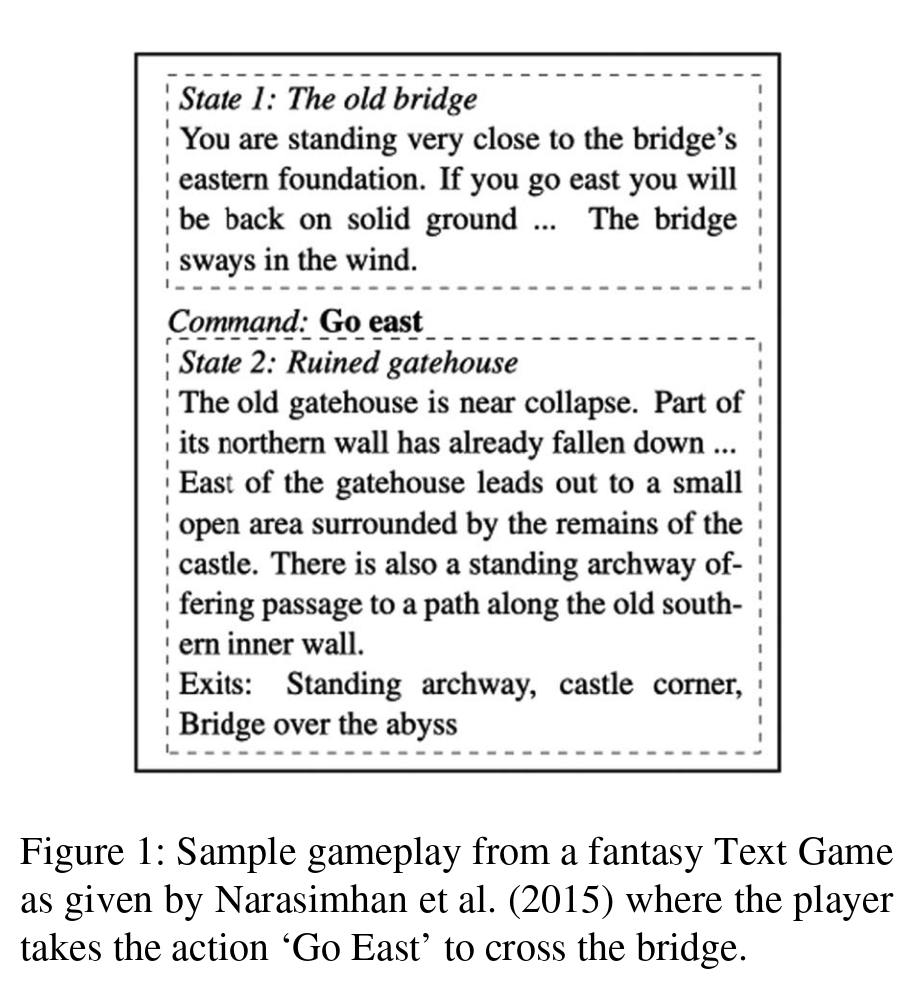 State 1: The old bridge
You are standing very close to the bridge's
eastern foundation. If you go east you will
be back on solid ground ... The bridge
sways in the wind.
Command: Go east
State 2: Ruined gatehouse
The old gatehouse is near collapse. Part of
its northern wall has already fallen down ...
East of the gatehouse leads out to a small
open area surrounded by the remains of the
castle. There is also a standing archway of-
fering passage to a path along the old south-
ern inner wall.
Exits: Standing archway, castle corner,
Bridge over the abyss
Figure 1: Sample gameplay from a fantasy Text Game
as given by Narasimhan et al. (2015) where the player
takes the action ‘Go East’ to cross the bridge.